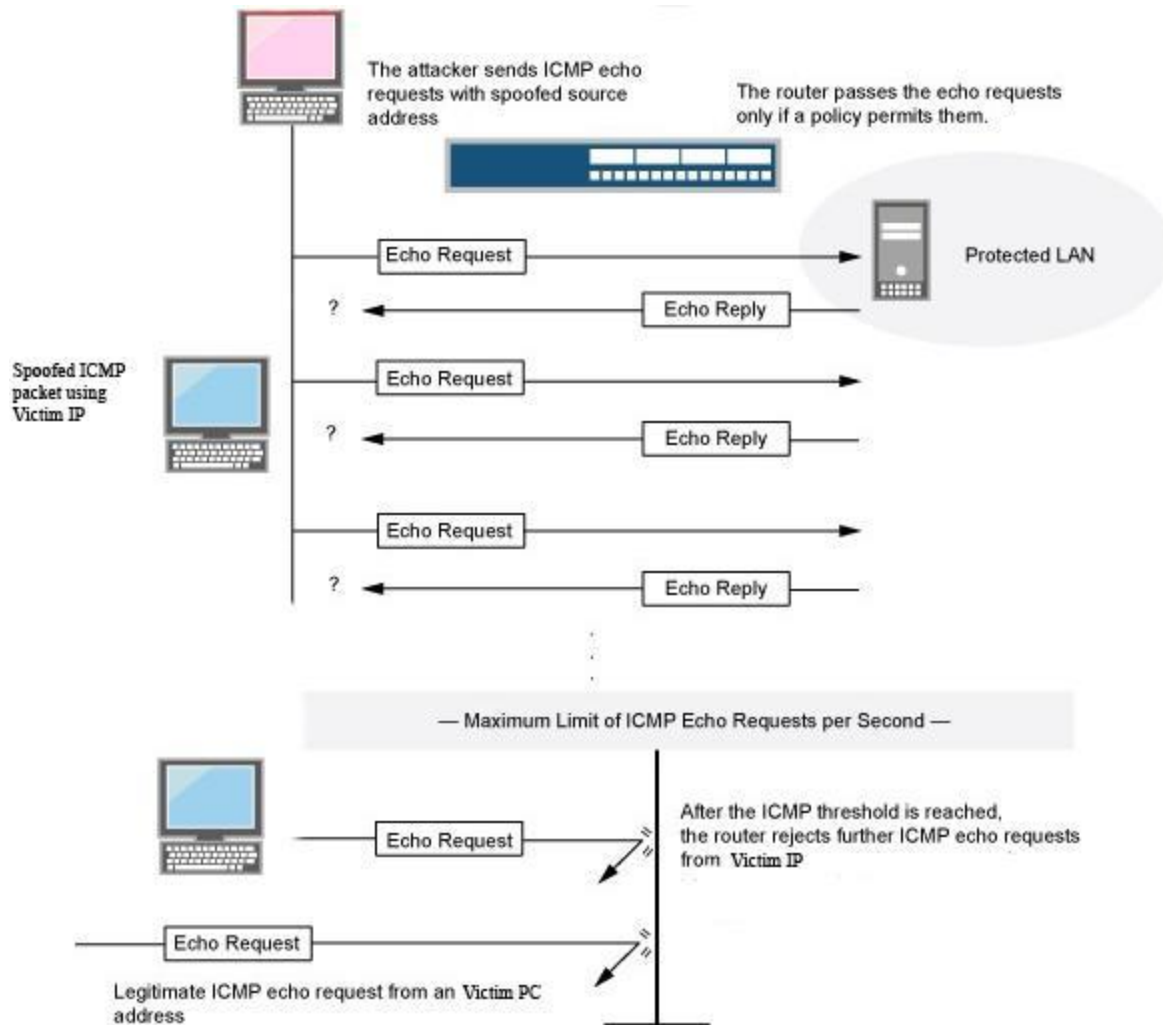 The attacker sends ICMP echo
requests with spoofed source
address
The router passes the echo requests
only if a policy permits them.
Echo Request
Protected LAN
? Echo Reply
Spoofed ICMP
packet using
Victim IP
Echo Request
? Echo Reply
Echo Request
? Echo Reply
— Maximum Limit of ICMP Echo Requests per Second —
Echo Request
After the ICMP threshold is reached,
the router rejects further ICMP echo requests
from Victim IP
Echo Request
Legitimate ICMP echo request from an Victim PC
address